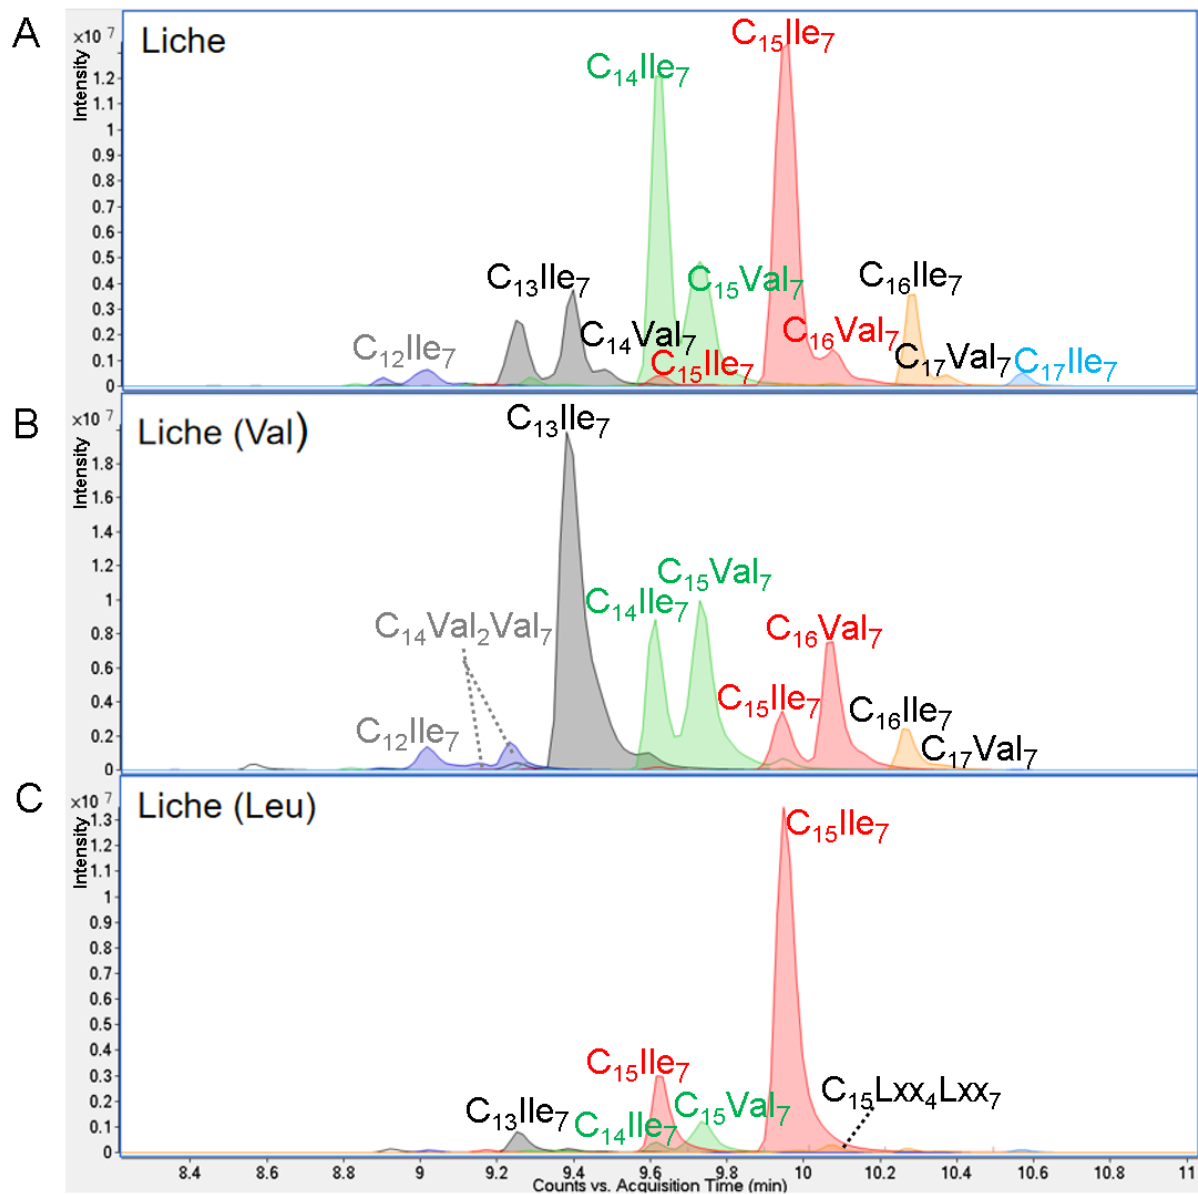 A
×10 7
Intensity
Liche
1.2
1.1
1
0.9
0.8
0.7
0.6
0.5
0.4
0.3
0.2
0.1
0
C12Ile7
C13Ile7
C14Val7
C14Ile7
C15Ile7
C15Val7
C15Ile7
C16Val7
C16Ile7
C17Val7
C17Ile7
B
×10 7
Intensity
Liche (Val)
1.8
1.6
1.4
1.2
1
0.8
0.6
0.4
0.2
0
C12Ile7
C14Val2Val7
C13Ile7
C14Ile7
C15Val7
C15Ile7
C16Val7
C16Ile7
C17Val7
C
×10 7
Intensity
Liche (Leu)
1.3
1.2
1.1
1
0.9
0.8
0.7
0.6
0.5
0.4
0.3
0.2
0.1
0
C13Ile7
C15Ile7
C14Ile7
C15Val7
C15Ile7
C15Lxx4Lxx7
8.4 8.6 8.8 9 9.2 9.4 9.6 9.8 10 10.2 10.4 10.6 10.8 11
Counts vs. Acquisition Time (min)